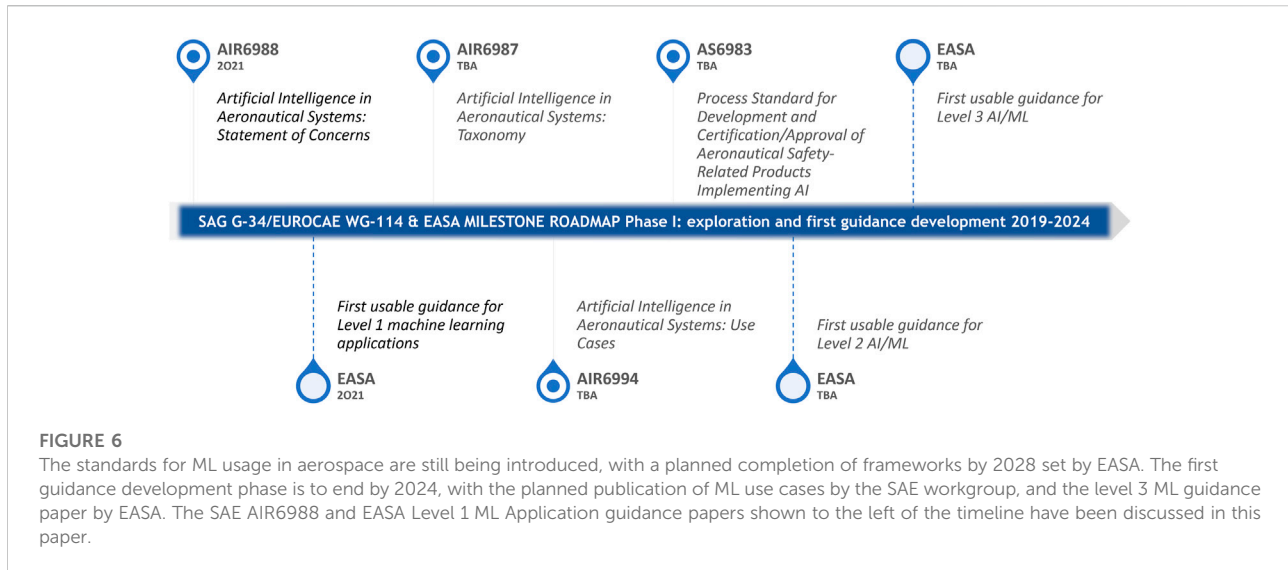 AIR6988
2021
Artificial Intelligence in
Aeronautical Systems:
Statement of Concerns
AIR6987
TBA
Artificial Intelligence in
Aeronautical Systems:
Taxonomy
AS6983
TBA
Process Standard for
Development and
Certification/Approval of
Aeronautical Safety-
Related Products
Implementing AI
EASA
TBA
First usable guidance for
Level 3 AI/ML
SAG G-34/EUROCAE WG-114 & EASA MILESTONE ROADMAP Phase I: exploration and first guidance development 2019-2024
First usable guidance for
Level 1 machine learning
applications
EASA
2021
Artificial Intelligence in
Aeronautical Systems: Use
Cases
AIR6994
TBA
First usable guidance for
Level 2 AI/ML
EASA
TBA
FIGURE 6
The standards for ML usage in aerospace are still being introduced, with a planned completion of frameworks by 2028 set by EASA. The first
guidance development phase is to end by 2024, with the planned publication of ML use cases by the SAE workgroup, and the level 3 ML guidance
paper by EASA. The SAE AIR6988 and EASA Level 1 ML Application guidance papers shown to the left of the timeline have been discussed in this
paper.